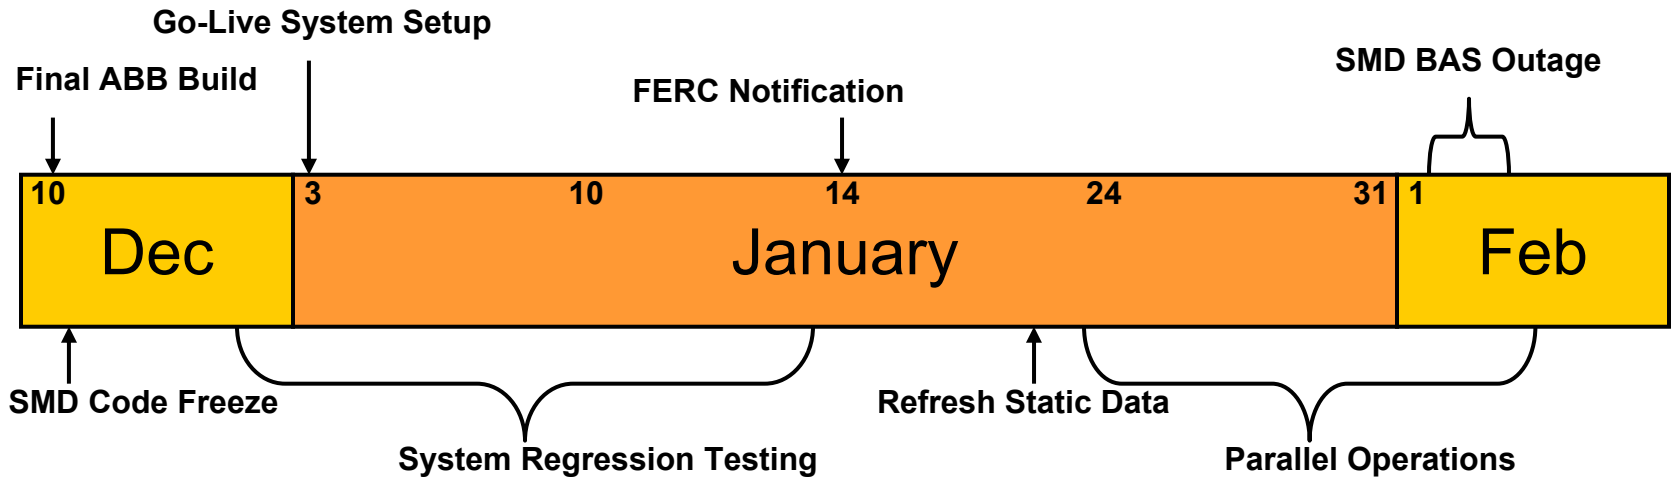 Go-Live System Setup
Final ABB Build
FERC Notification
SMD BAS Outage
10 3 10 14 24 31 1
Dec January Feb
SMD Code Freeze
Refresh Static Data
System Regression Testing
Parallel Operations